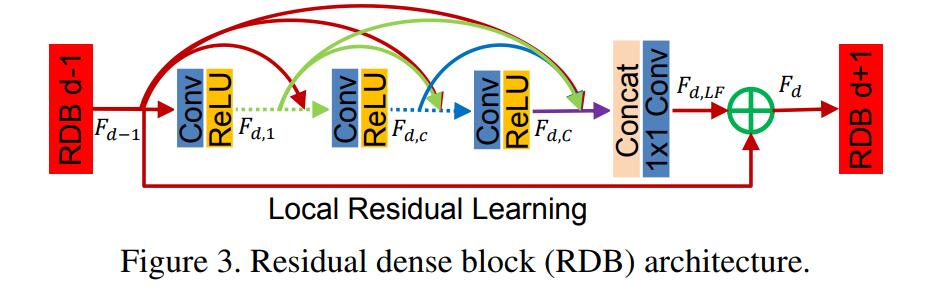 RDB d-1
F_{d-1}
Conv
ReLU
F_{d,1}
Conv
ReLU
F_{d,c}
Conv
ReLU
F_{d,C}
Concat
1x1 Conv
F_{d,LF}
F_d
RDB d+1
Local Residual Learning
Figure 3. Residual dense block (RDB) architecture.